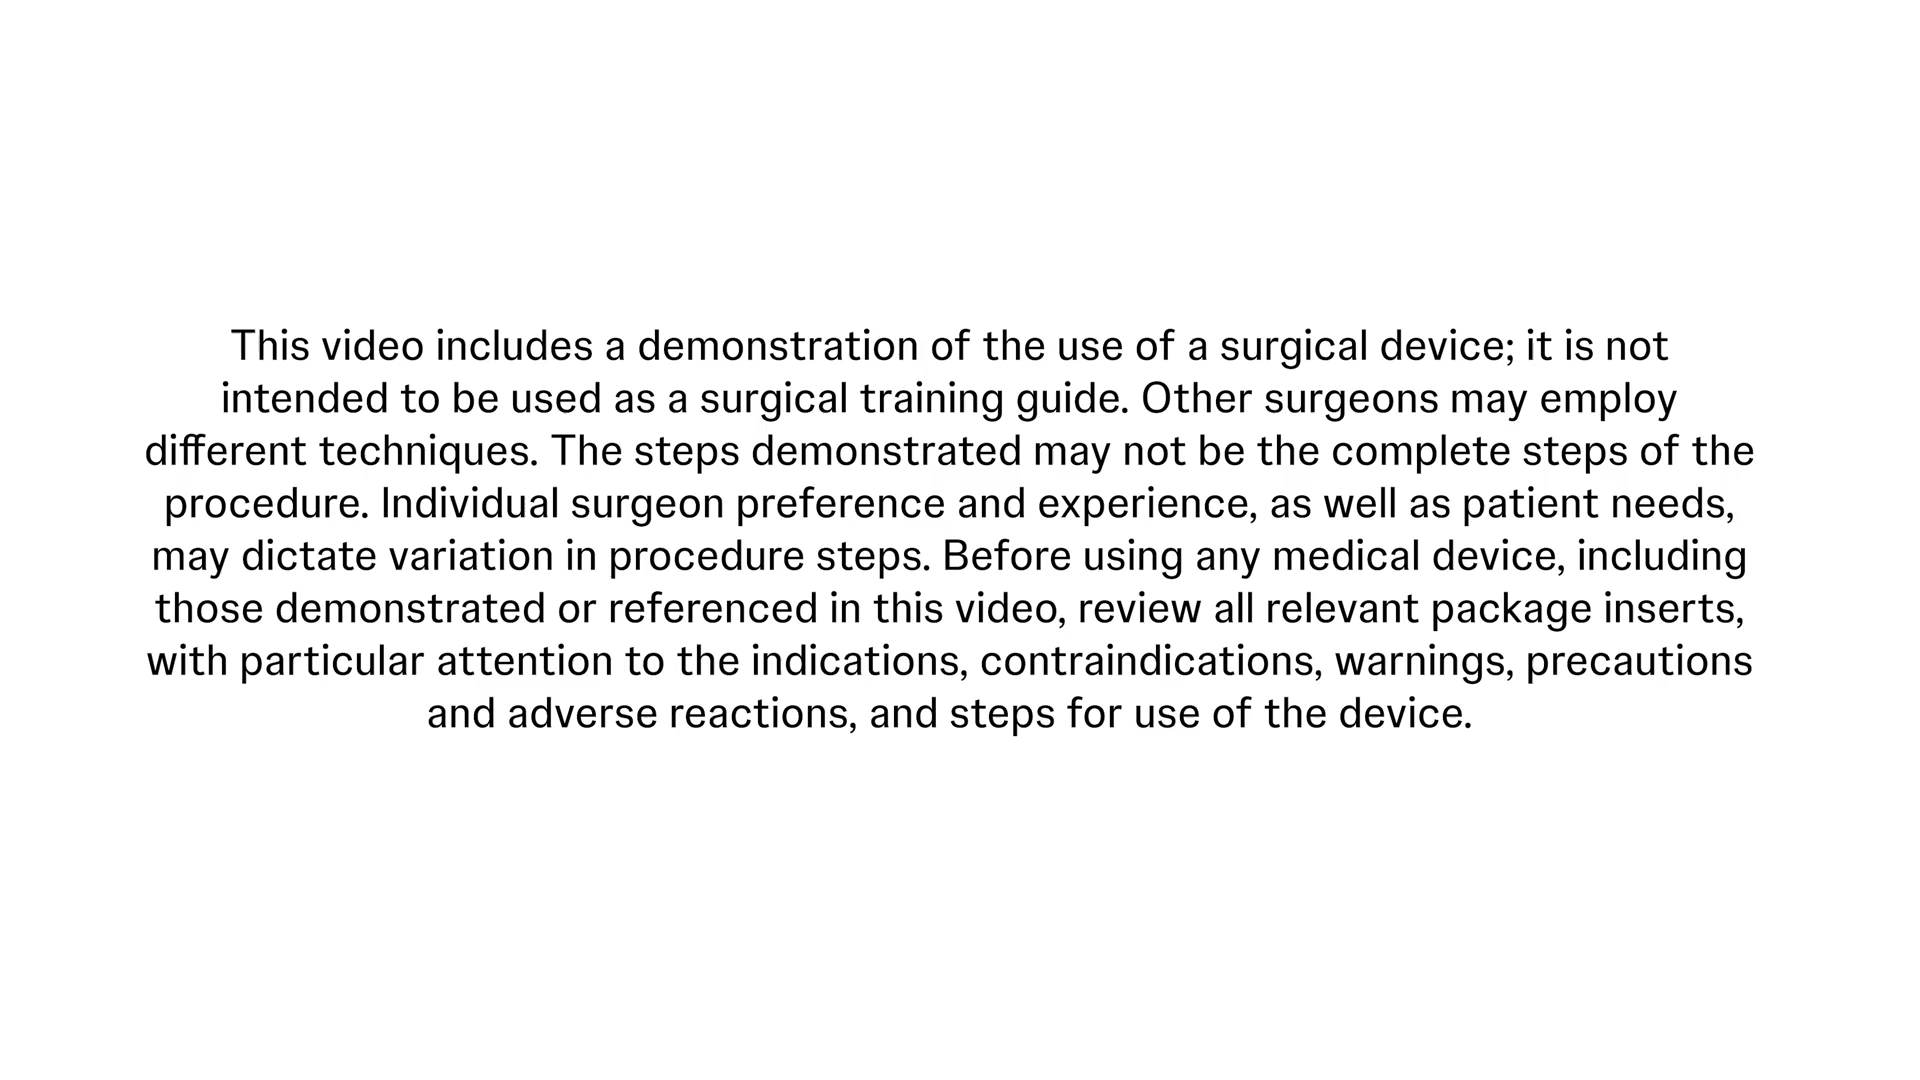 This video includes a demonstration of the use of a surgical device; it is not
intended to be used as a surgical training guide. Other surgeons may employ
different techniques. The steps demonstrated may not be the complete steps of the
procedure. Individual surgeon preference and experience, as well as patient needs,
may dictate variation in procedure steps. Before using any medical device, including
those demonstrated or referenced in this video, review all relevant package inserts,
with particular attention to the indications, contraindications, warnings, precautions
and adverse reactions, and steps for use of the device.